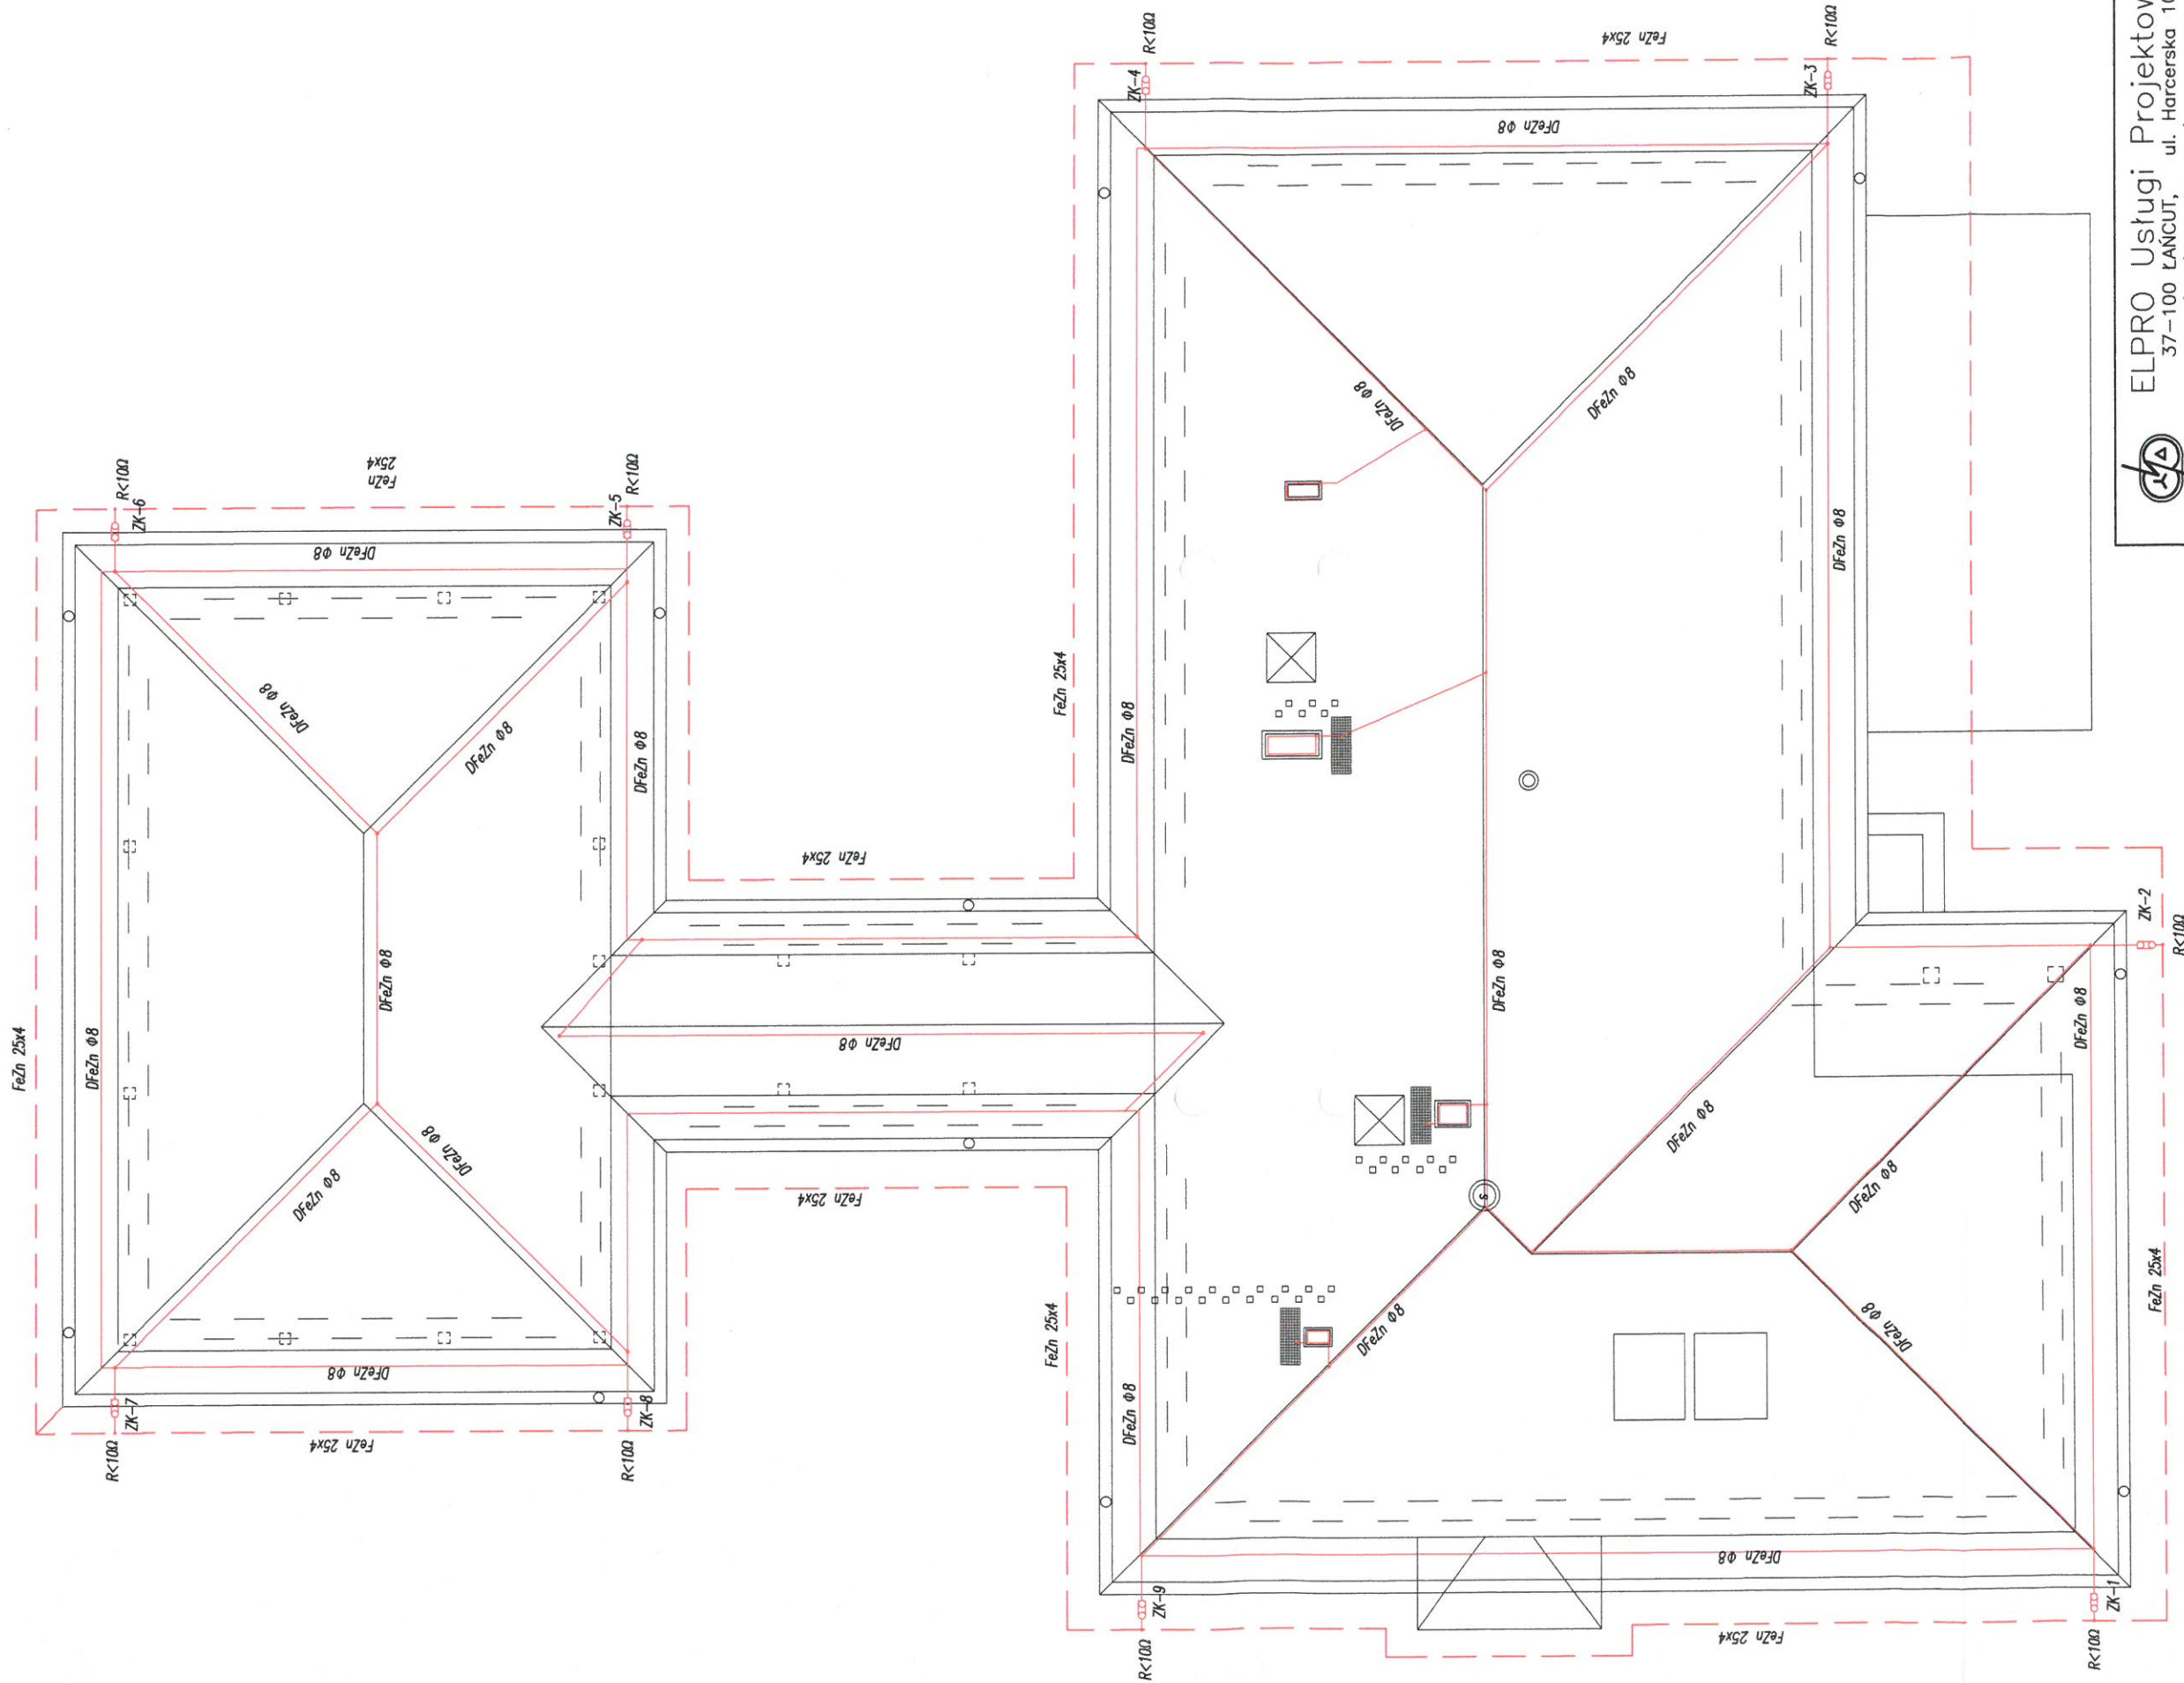 R<10Ω
ZK-6
FeZn
25x4
R<10Ω
ZK-5
DFeZn Φ8
DFeZn Φ8
DFeZn Φ8
DFeZn Φ8
FeZn 25x4
DFeZn Φ8
DFeZn Φ8
DFeZn Φ8
DFeZn Φ8
DFeZn Φ8
R<10Ω
ZK-7
FeZn 25x4
R<10Ω
ZK-8
FeZn 25x4
DFeZn Φ8
FeZn 25x4
R<10Ω
ZK-4
FeZn 25x4
R<10Ω
ZK-3
DFeZn Φ8
DFeZn Φ8
DFeZn Φ8
FeZn 25x4
DFeZn Φ8
DFeZn Φ8
DFeZn Φ8
ZK-2
R<10Ω
DFeZn Φ8
DFeZn Φ8
DFeZn Φ8
S
FeZn 25x4
DFeZn Φ8
DFeZn Φ8
DFeZn Φ8
FeZn 25x4
DFeZn Φ8
ZK-9
R<10Ω
FeZn 25x4
ZK-1
R<10Ω
ELPRO Usługi Projektow
37-100 ŁAŃCUT, ul. Harcerska 10